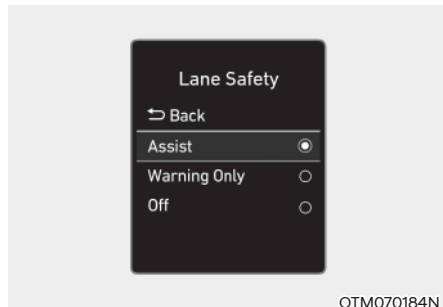 Lane Safety
Back
Assist
Warning Only
Off
OTM070184N